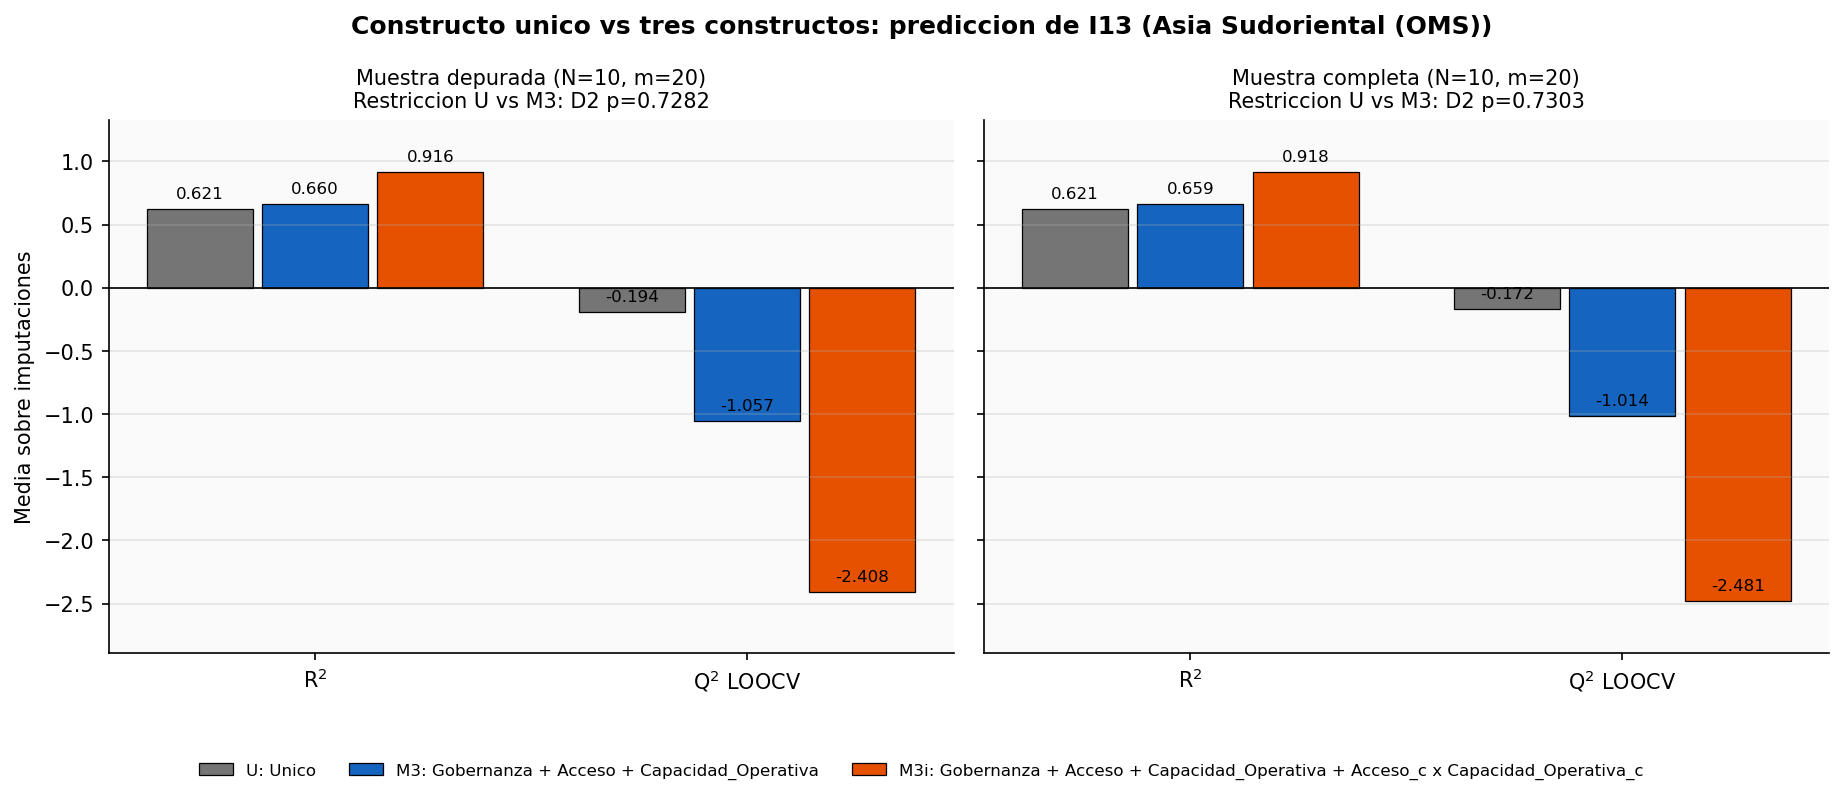 Constructo unico vs tres constructos: prediccion de I13 (Asia Sudoriental (OMS))
Muestra depurada (N=10, m=20)
Restriccion U vs M3: D2 p=0.7282
Media sobre imputaciones
1.0
0.5
0.0
−0.5
−1.0
−1.5
−2.0
−2.5
0.621
0.660
0.916
-0.194
-1.057
-2.408
R²
Q² LOOCV
Muestra completa (N=10, m=20)
Restriccion U vs M3: D2 p=0.7303
0.621
0.659
0.918
-0.172
-1.014
-2.481
R²
Q² LOOCV
U: Unico
M3: Gobernanza + Acceso + Capacidad_Operativa
M3i: Gobernanza + Acceso + Capacidad_Operativa + Acceso_c x Capacidad_Operativa_c